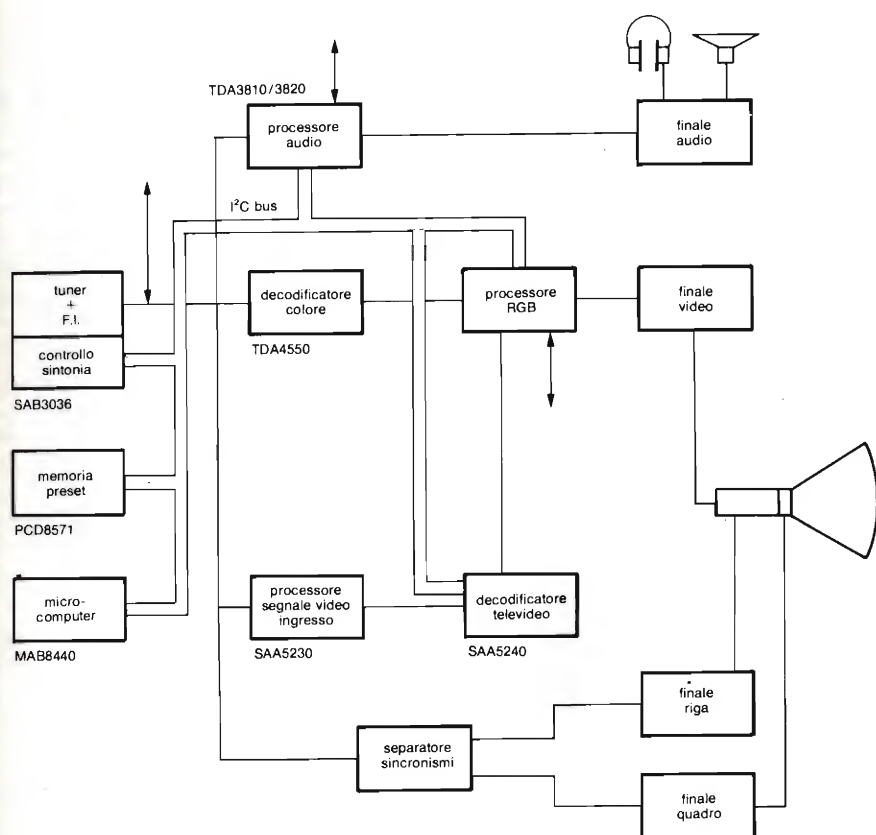 TDA3810/3820
processore
audio
finale
audio
I²C bus
tuner
+
F.I.
controllo
sintonia
SAB3036
decodificatore
colore
TDA4550
processore
RGB
finale
video
memoria
preset
PCD8571
micro-
computer
MAB8440
processore
segnale video
ingresso
SAA5230
decodificatore
televideo
SAA5240
finale
riga
separatore
sincronismi
finale
quadro